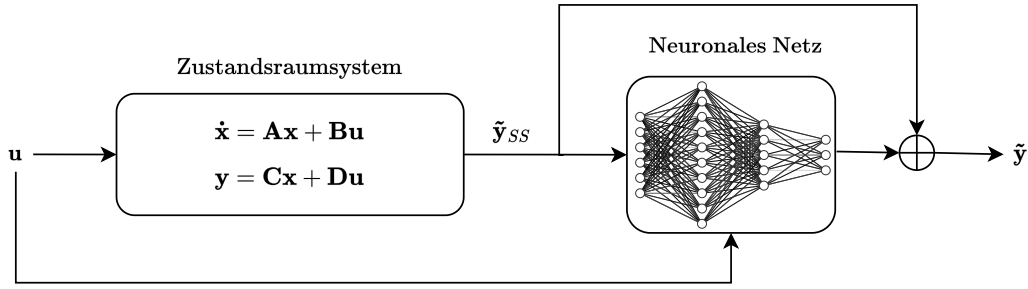 Neuronales Netz
Zustandsraumsystem
ẋ = Ax + Bu
y = Cx + Du
u
ỹ_SS
ỹ